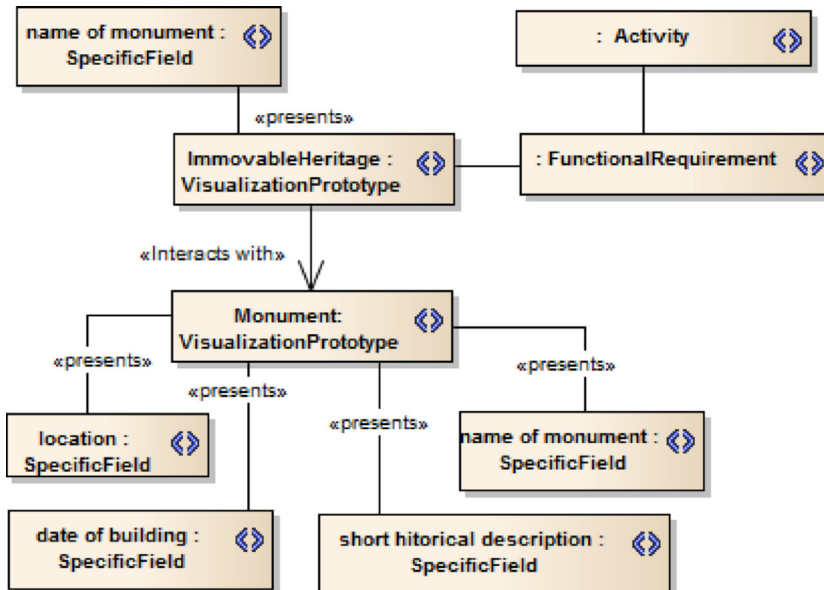 name of monument :
SpecificField
: Activity
«presents»
ImmovableHeritage :
VisualizationPrototype
: FunctionalRequirement
«Interacts with»
Monument:
VisualizationPrototype
«presents»
«presents»
«presents»
«presents»
location :
SpecificField
name of monument :
SpecificField
date of building :
SpecificField
short hitorical description :
SpecificField